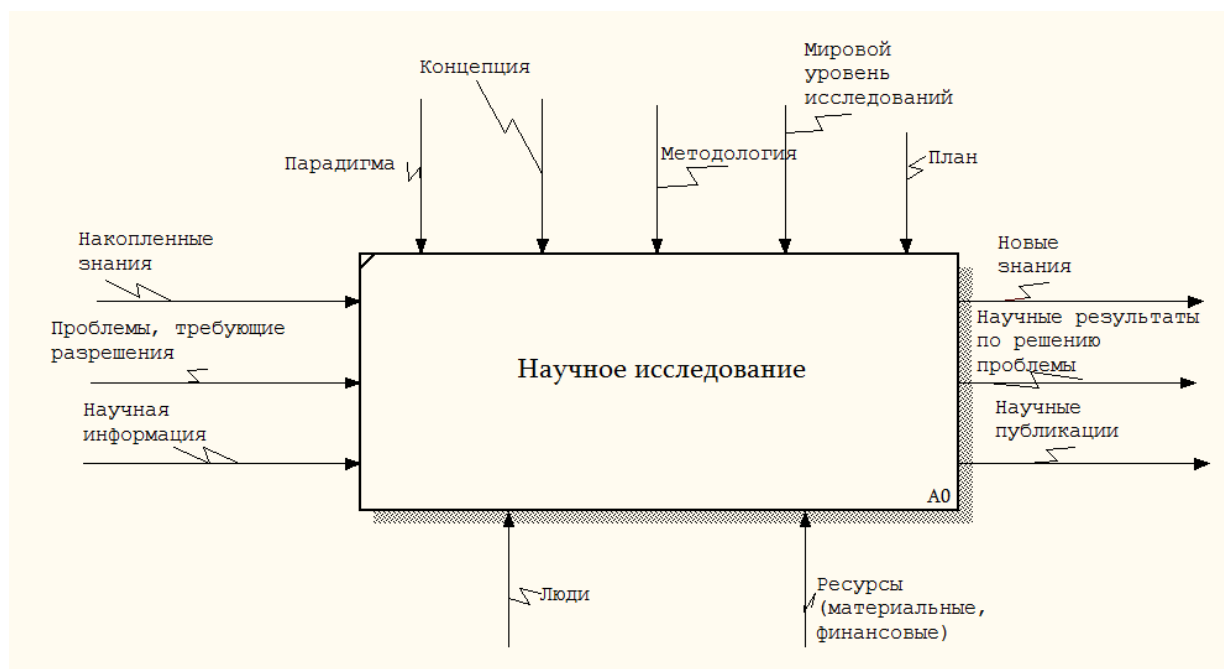 Мировой
уровень
исследований
Концепция
Парадигма
Методология
План
Накопленные
знания
Проблемы, требующие
разрешения
Научная
информация
Научное исследование
A0
Новые
знания
Научные результаты
по решению
проблемы
Научные
публикации
Люди
Ресурсы
(материальные,
финансовые)